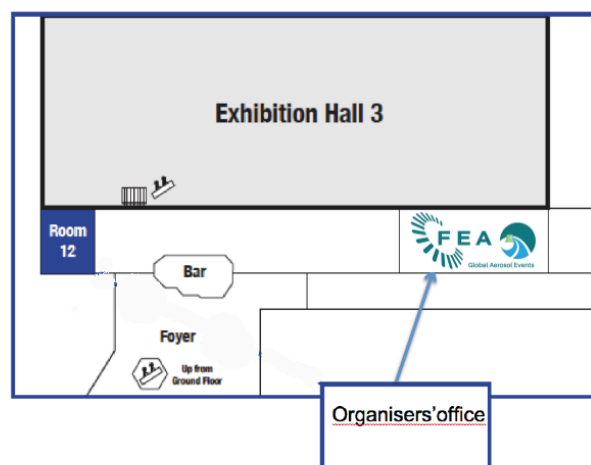 Exhibition Hall 3
Room
12
FEA
Global Aerosol Events
Bar
Foyer
Up from
Ground Floor
Organisers'office